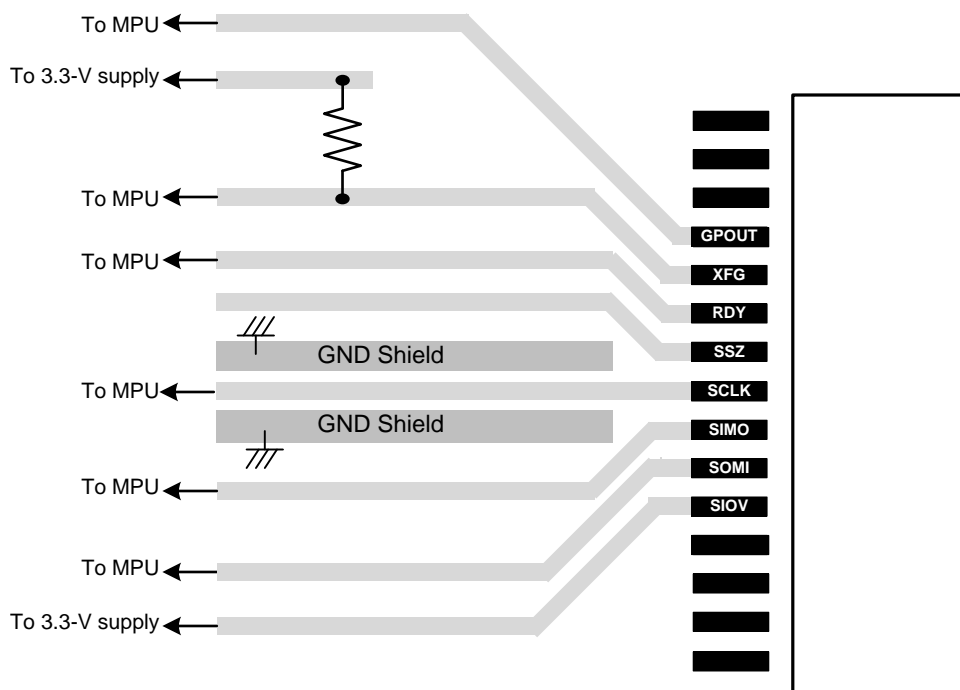 To MPU
To 3.3-V supply
To MPU
To MPU
GPOUT
XFG
RDY
SSZ
GND Shield
To MPU
SCLK
GND Shield
SIMO
To MPU
SOMI
SIOV
To MPU
To 3.3-V supply